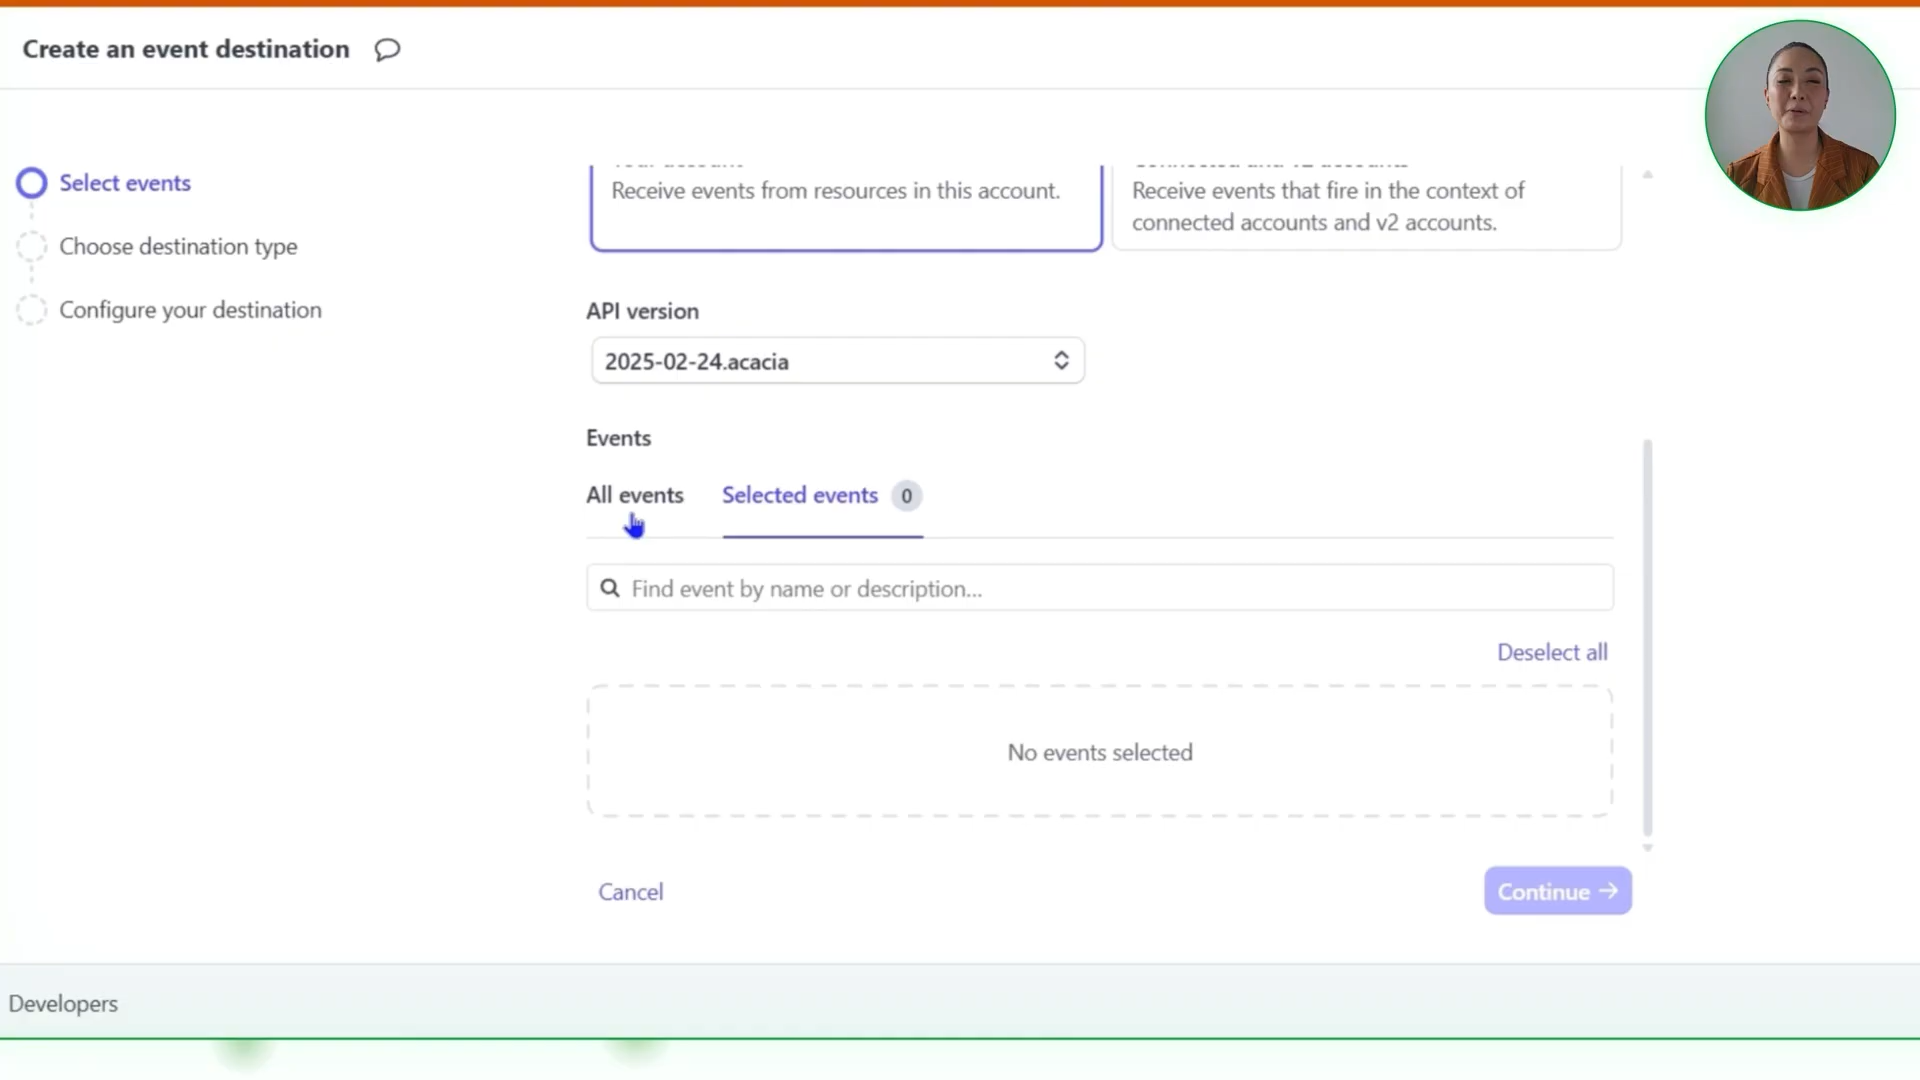 Create an event destination
Select events
Choose destination type
Configure your destination
Receive events from resources in this account.
Receive events that fire in the context of
connected accounts and v2 accounts.
API version
2025-02-24.acacia
Events
All events
Selected events 0
Find event by name or description...
Deselect all
No events selected
Cancel
Continue →
Developers